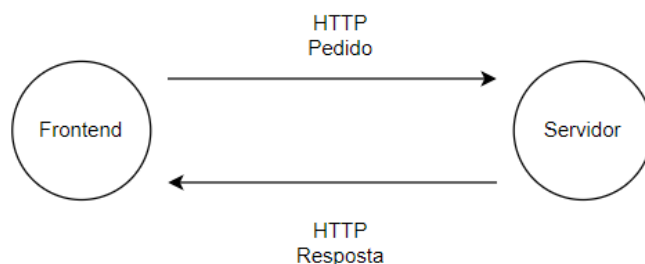 HTTP
Pedido
Frontend
Servidor
HTTP
Resposta